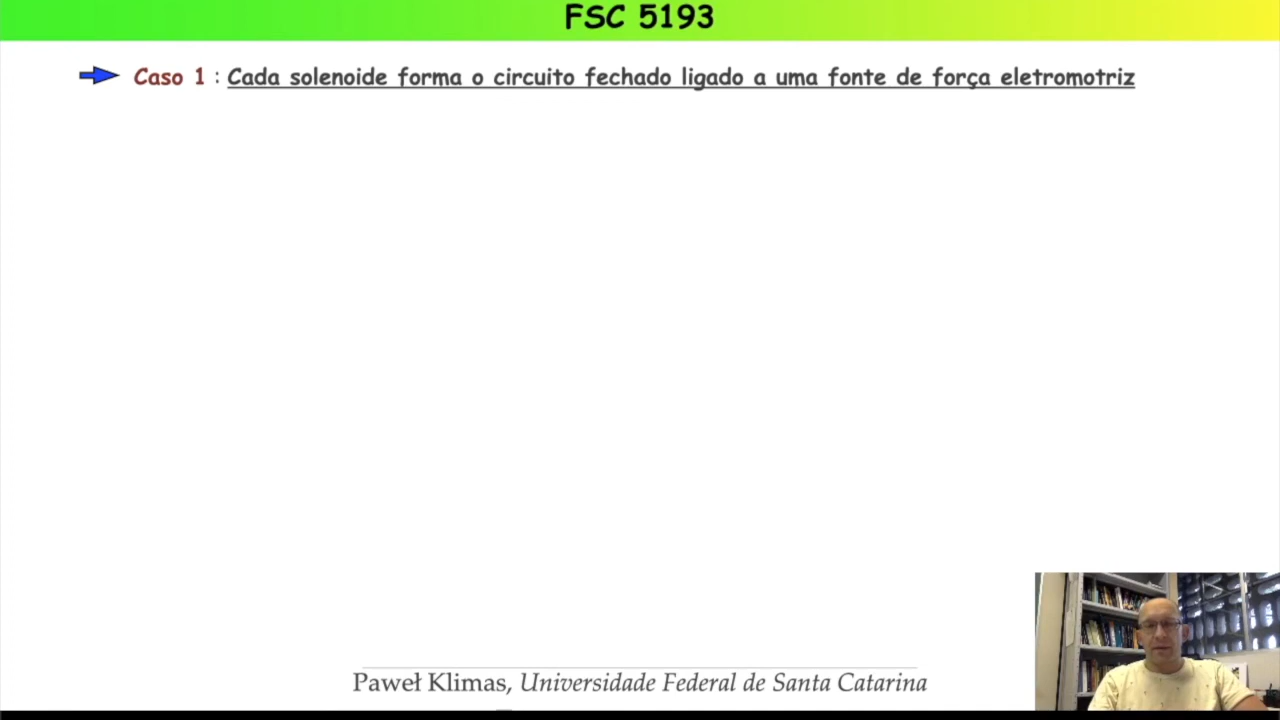 FSC 5193
Caso 1 : Cada solenoide forma o circuito fechado ligado a uma fonte de força eletromotriz
Paweł Klimas, Universidade Federal de Santa Catarina